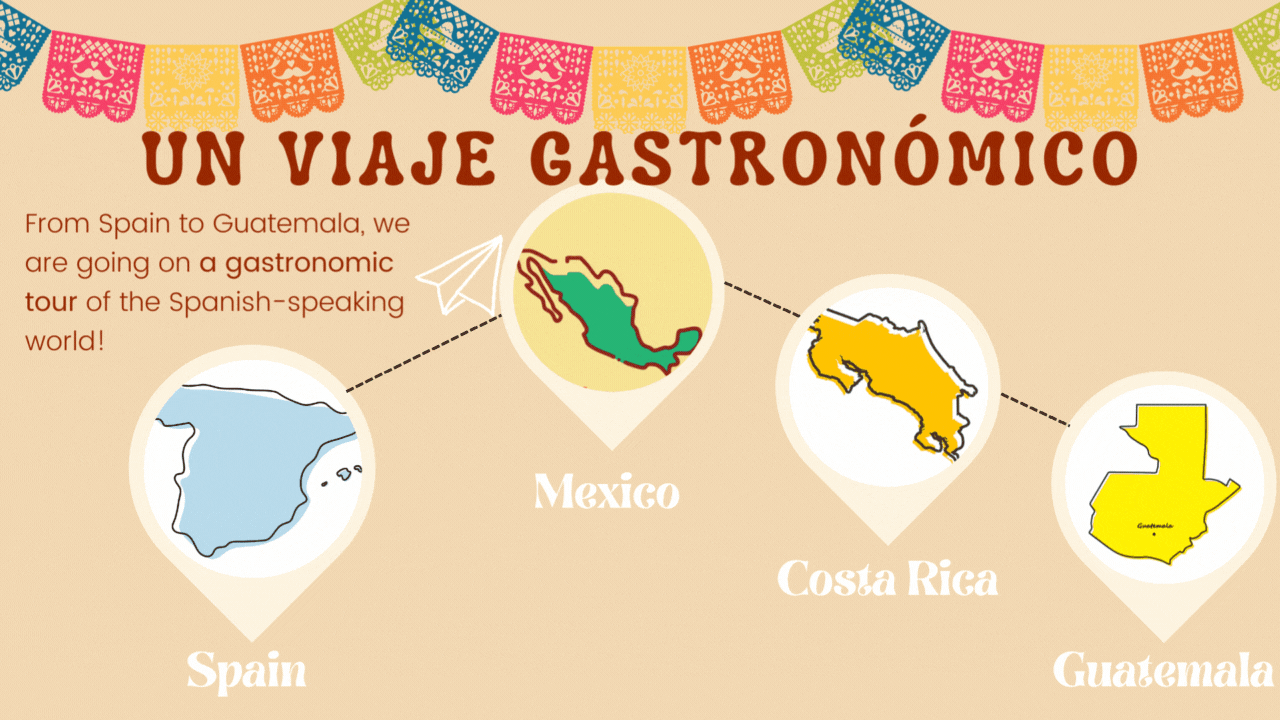 UN VIAJE GASTRONÓMICO
From Spain to Guatemala, we
are going on a gastronomic
tour of the Spanish-speaking
world!
Mexico
Costa Rica
Guatemala
Spain
Guatemala